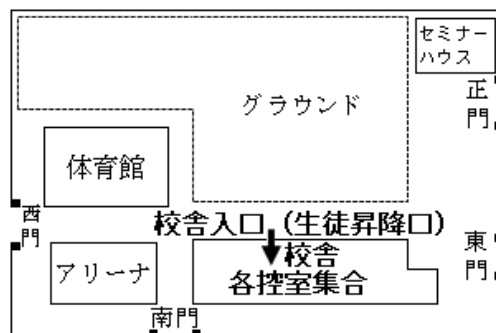 セミナー
ハウス
グラウンド
正門
体育館
西門
校舎入口（生徒昇降口）
校舎
各控室集合
東門
アリーナ
南門